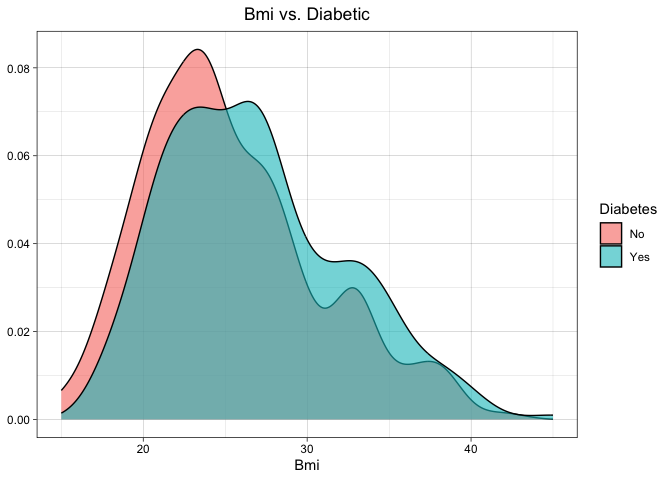 Bmi vs. Diabetic
0.08
0.06
0.04
0.02
0.00
20 30 40
Bmi
Diabetes
No
Yes